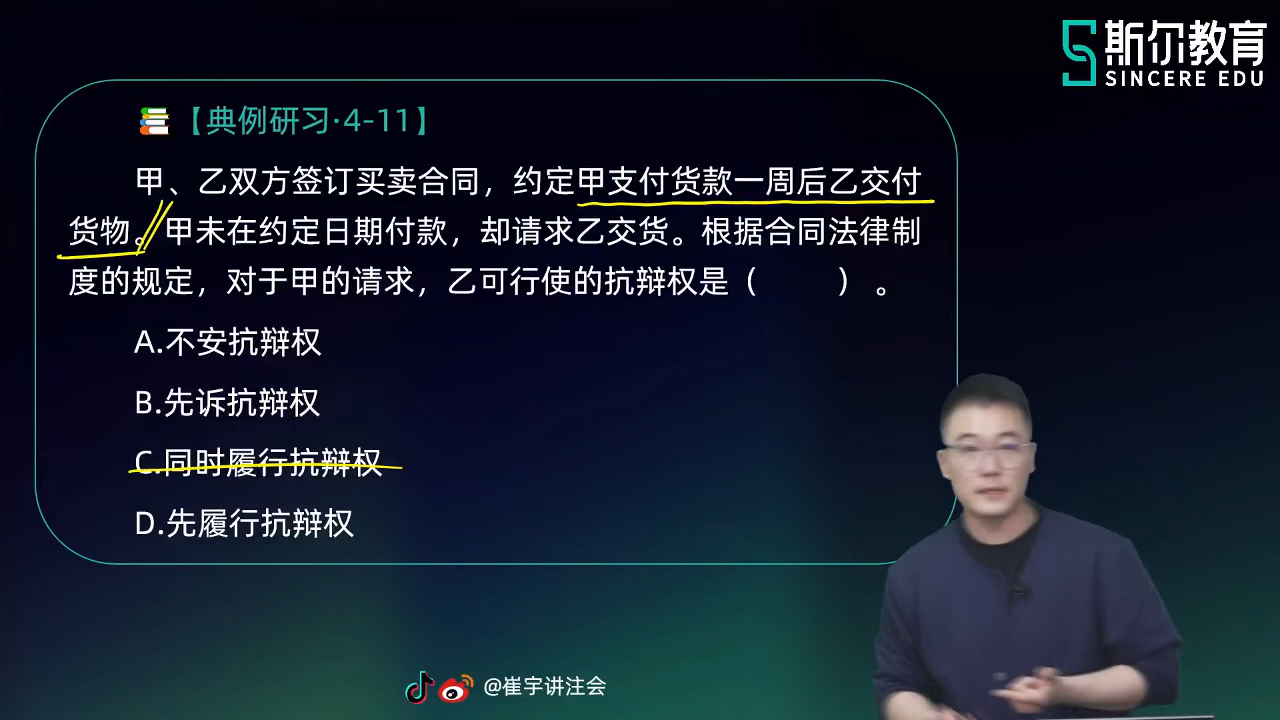 斯尔教育
SINCERE EDU
【典例研习·4-11】
甲、乙双方签订买卖合同，约定甲支付货款一周后乙交付
货物。甲未在约定日期付款，却请求乙交货。根据合同法律制
度的规定，对于甲的请求，乙可行使的抗辩权是（　　）。
A.不安抗辩权
B.先诉抗辩权
C.同时履行抗辩权
D.先履行抗辩权
@崔宇讲注会